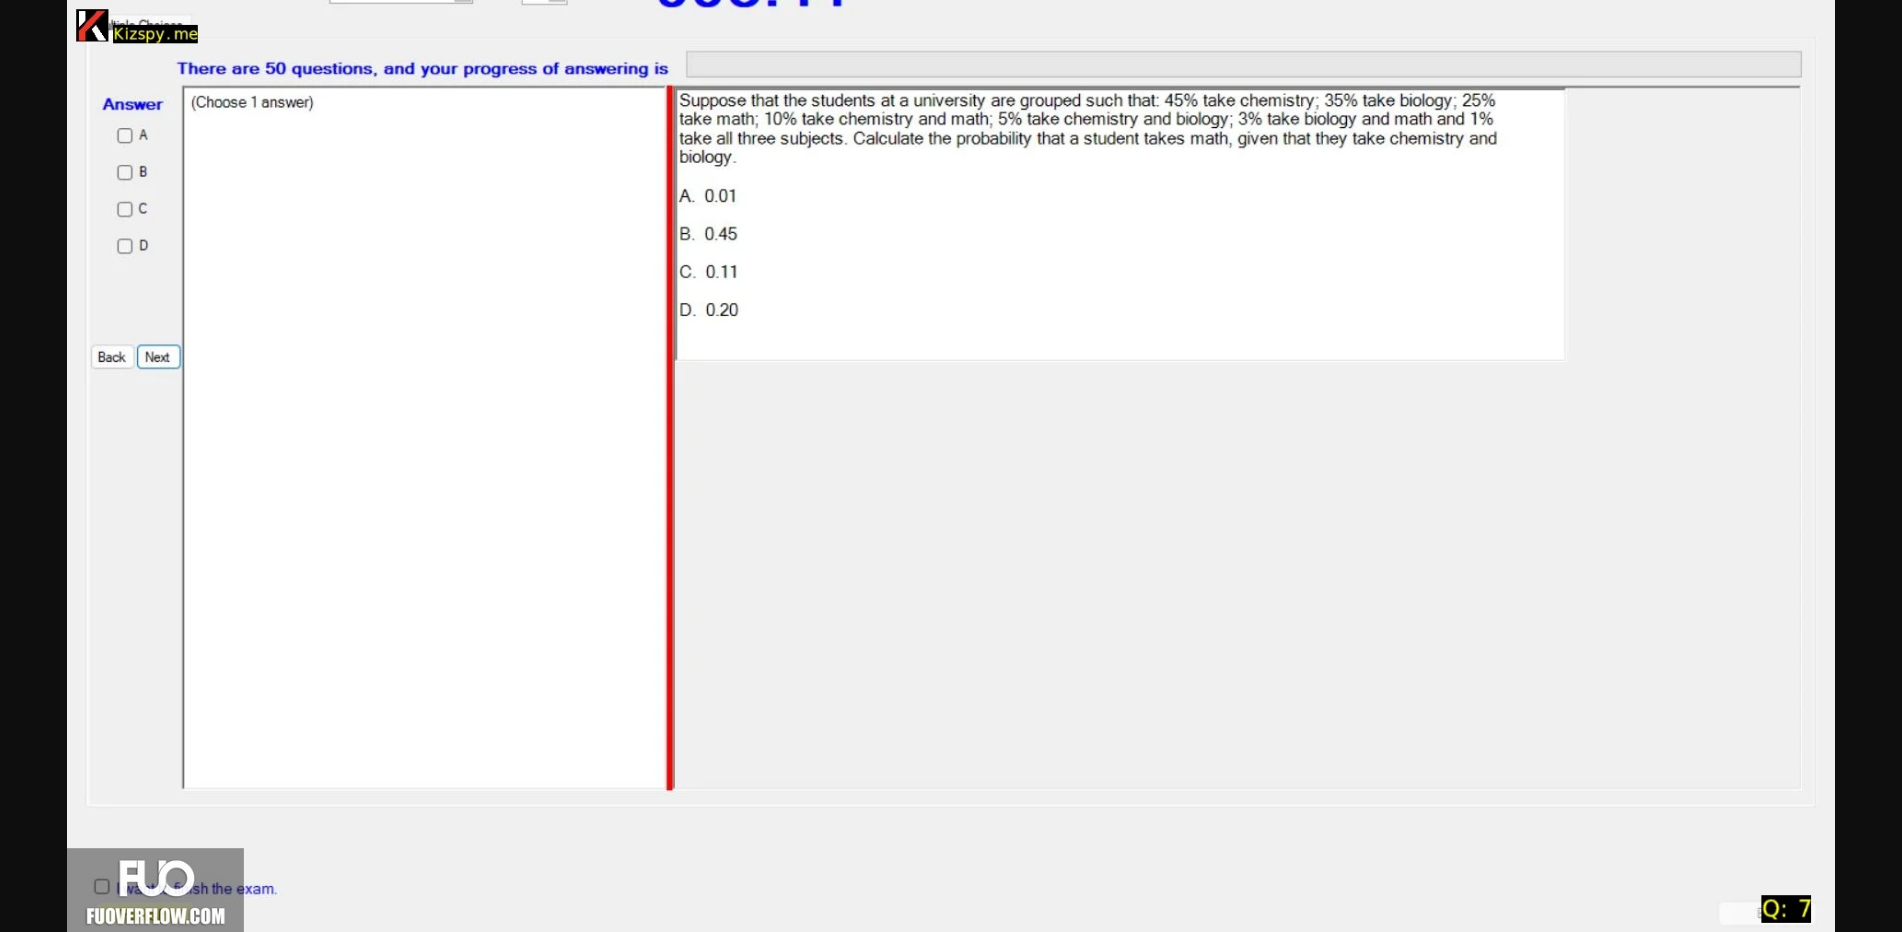 Kizspy.me
There are 50 questions, and your progress of answering is
Answer
(Choose 1 answer)
A
B
C
D
Back
Next
Suppose that the students at a university are grouped such that: 45% take chemistry; 35% take biology; 25%
take math; 10% take chemistry and math; 5% take chemistry and biology; 3% take biology and math and 1%
take all three subjects. Calculate the probability that a student takes math, given that they take chemistry and
biology.
A. 0.01
B. 0.45
C. 0.11
D. 0.20
FUO
the exam.
FUOVERFLOW.COM
Q: 7